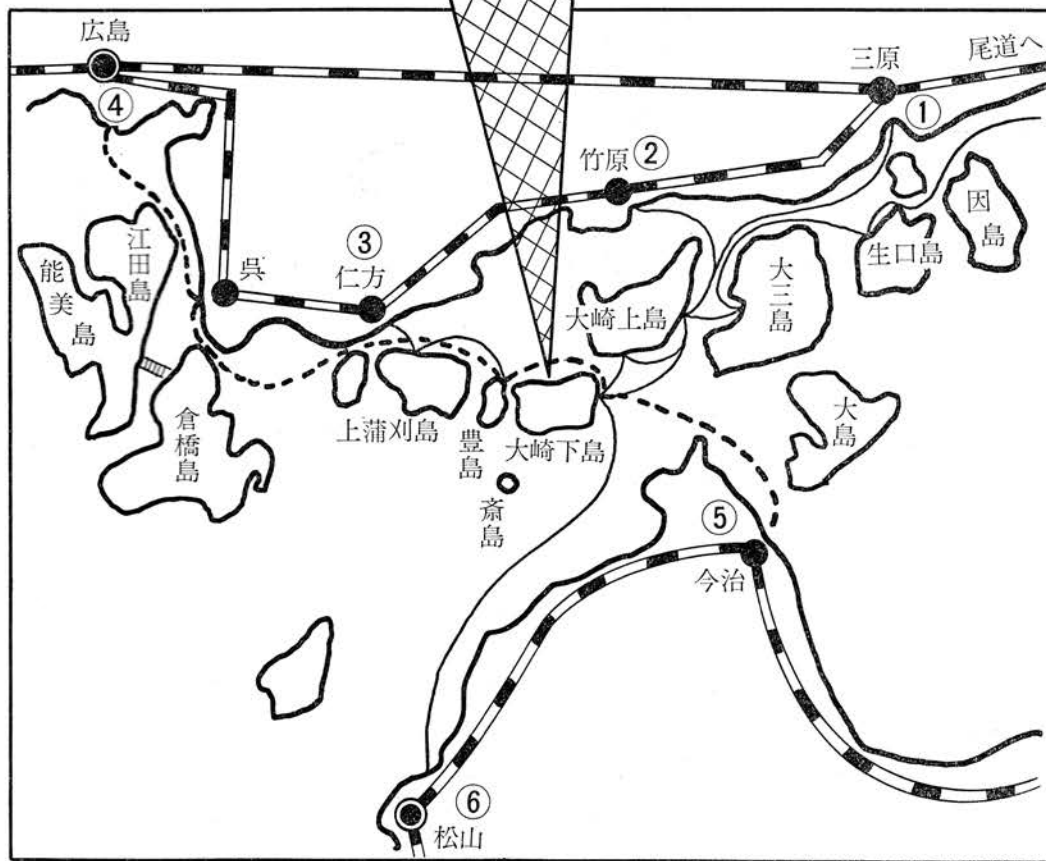 広島
④
三原
尾道へ
①
竹原
②
因島
生口島
③
仁方
呉
江田島
能美島
大崎上島
大三島
倉橋島
上蒲刈島
豊島
大崎下島
大島
斎島
⑤
今治
⑥
松山